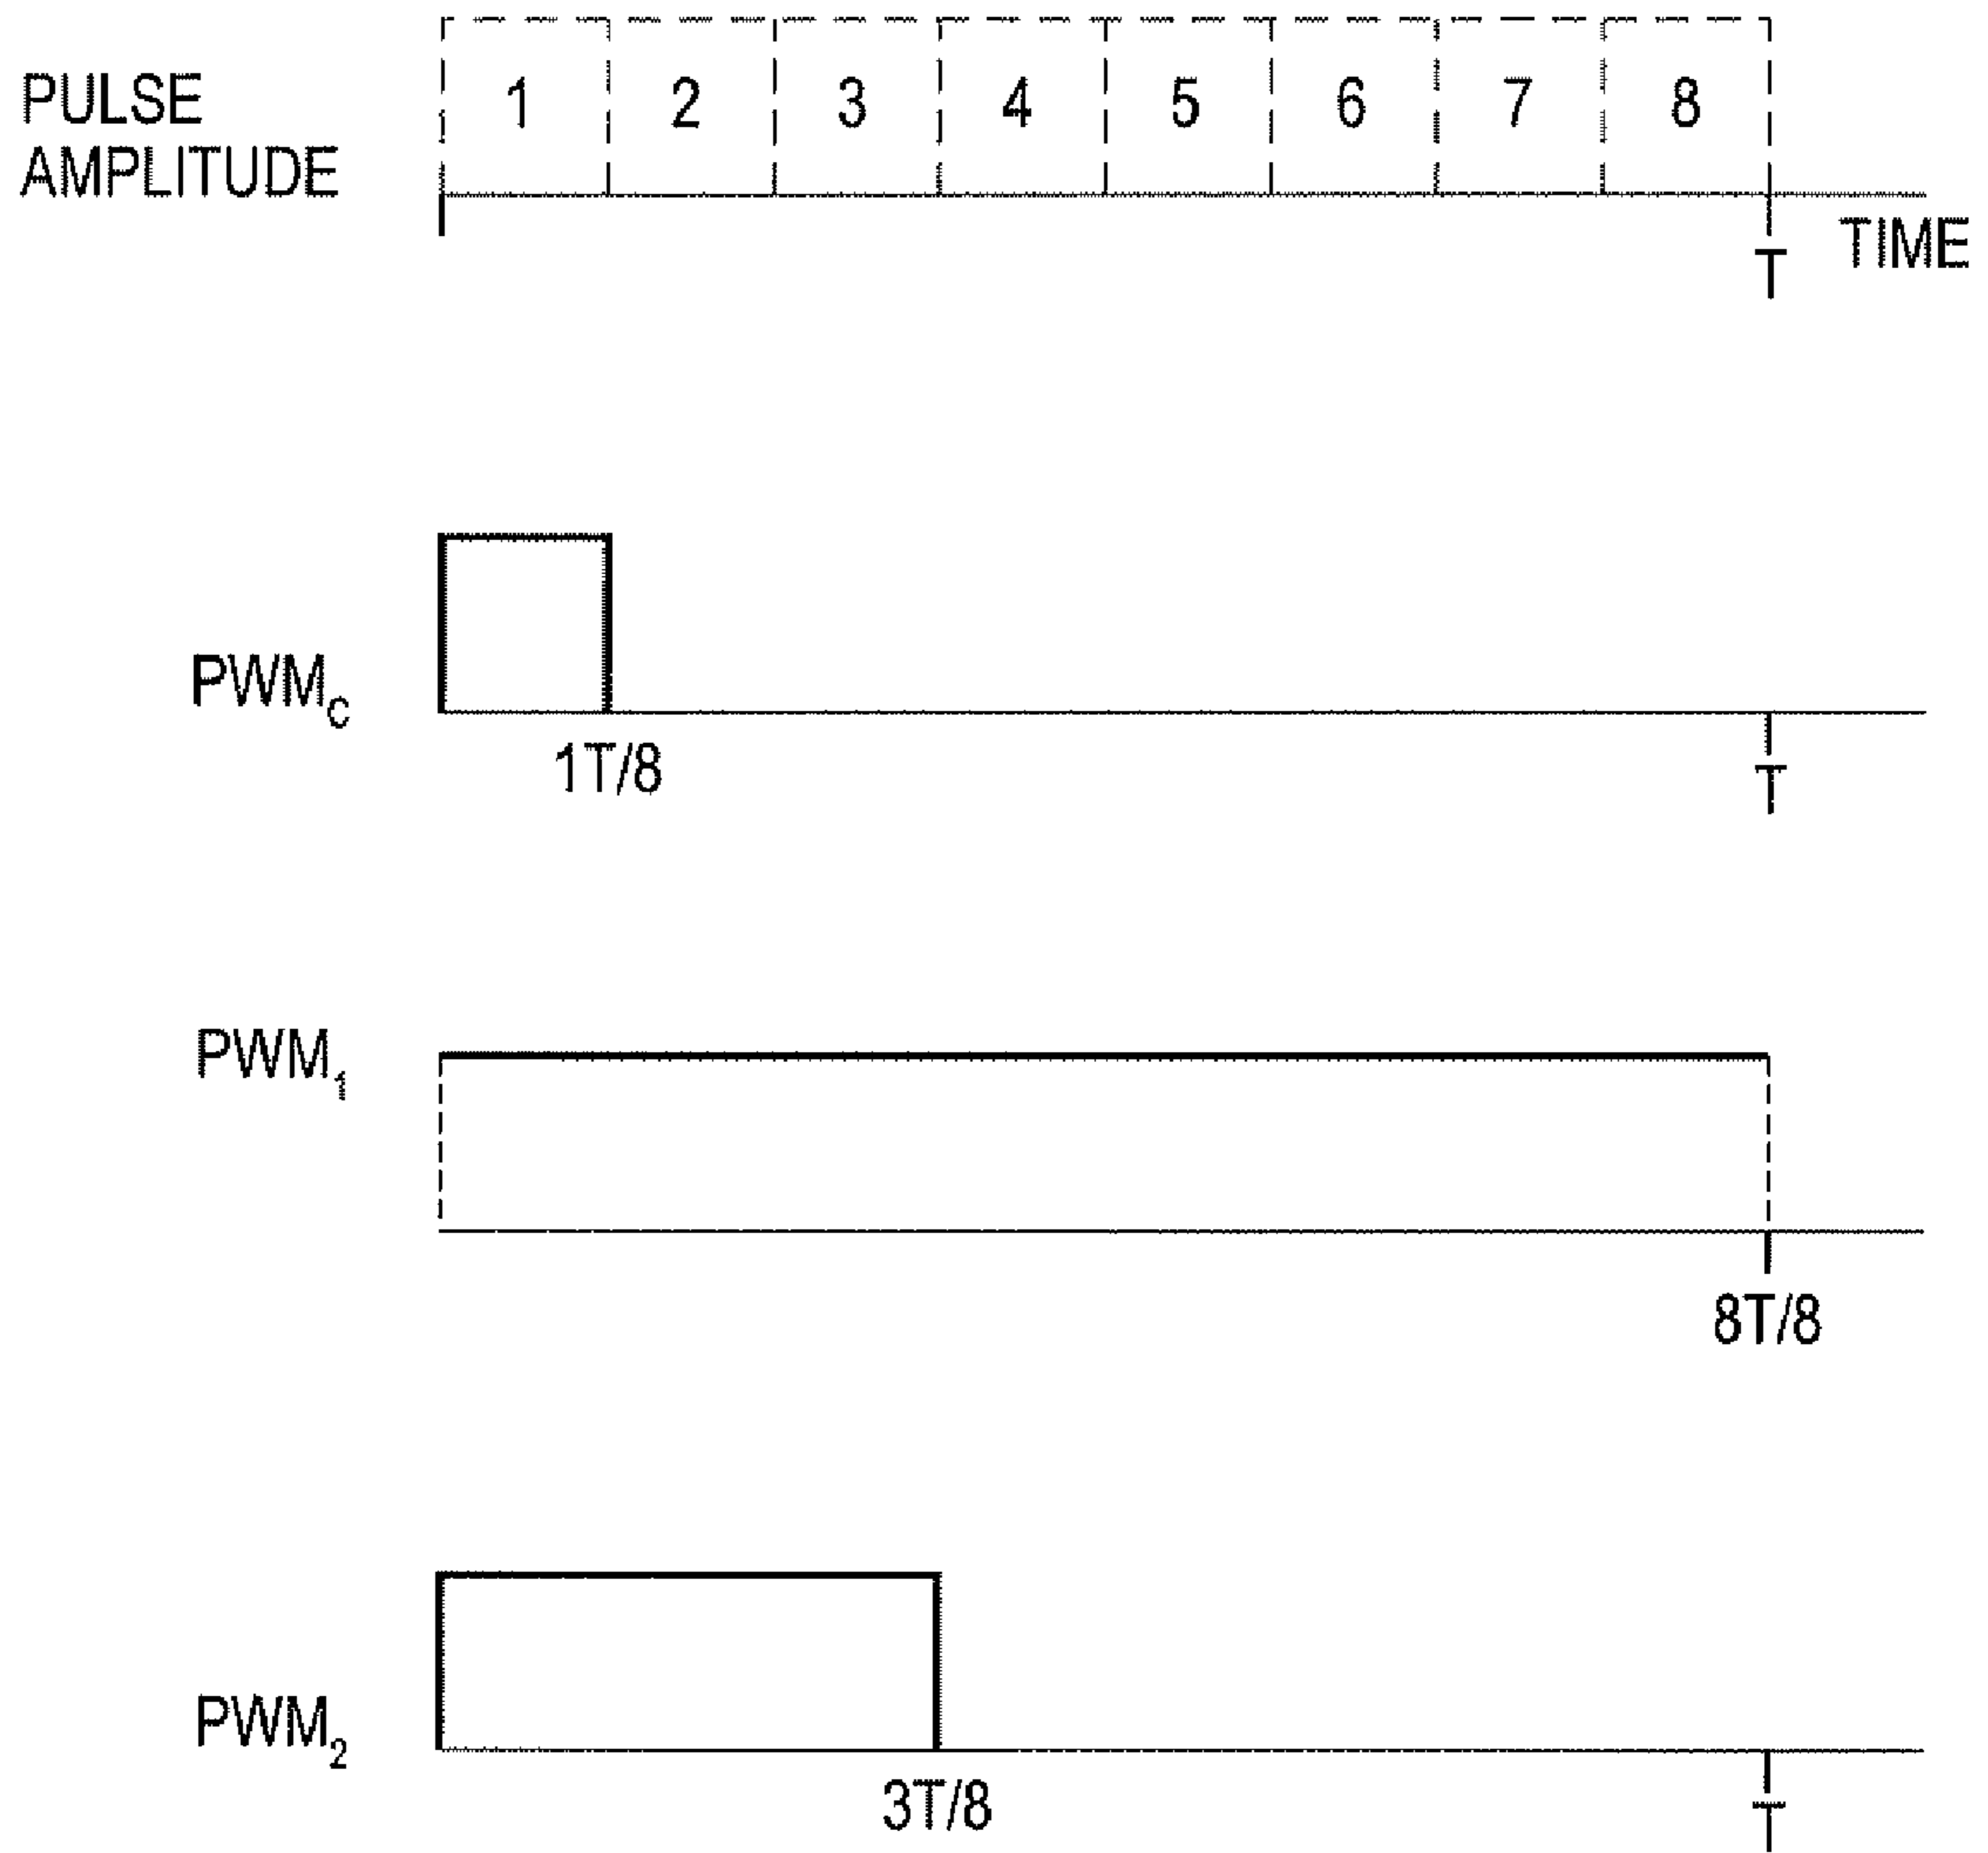 PULSE
AMPLITUDE
1 2 3 4 5 6 7 8
TIME
T
PWMC
1T/8
T
PWM1
8T/8
PWM2
3T/8
T